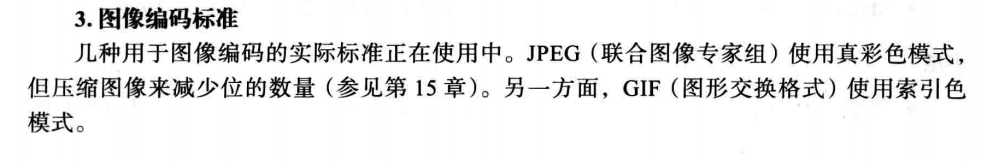 3. 图像编码标准
几种用于图像编码的实际标准正在使用中。JPEG（联合图像专家组）使用真彩色模式，
但压缩图像来减少位的数量（参见第 15 章）。另一方面，GIF（图形交换格式）使用索引色
模式。